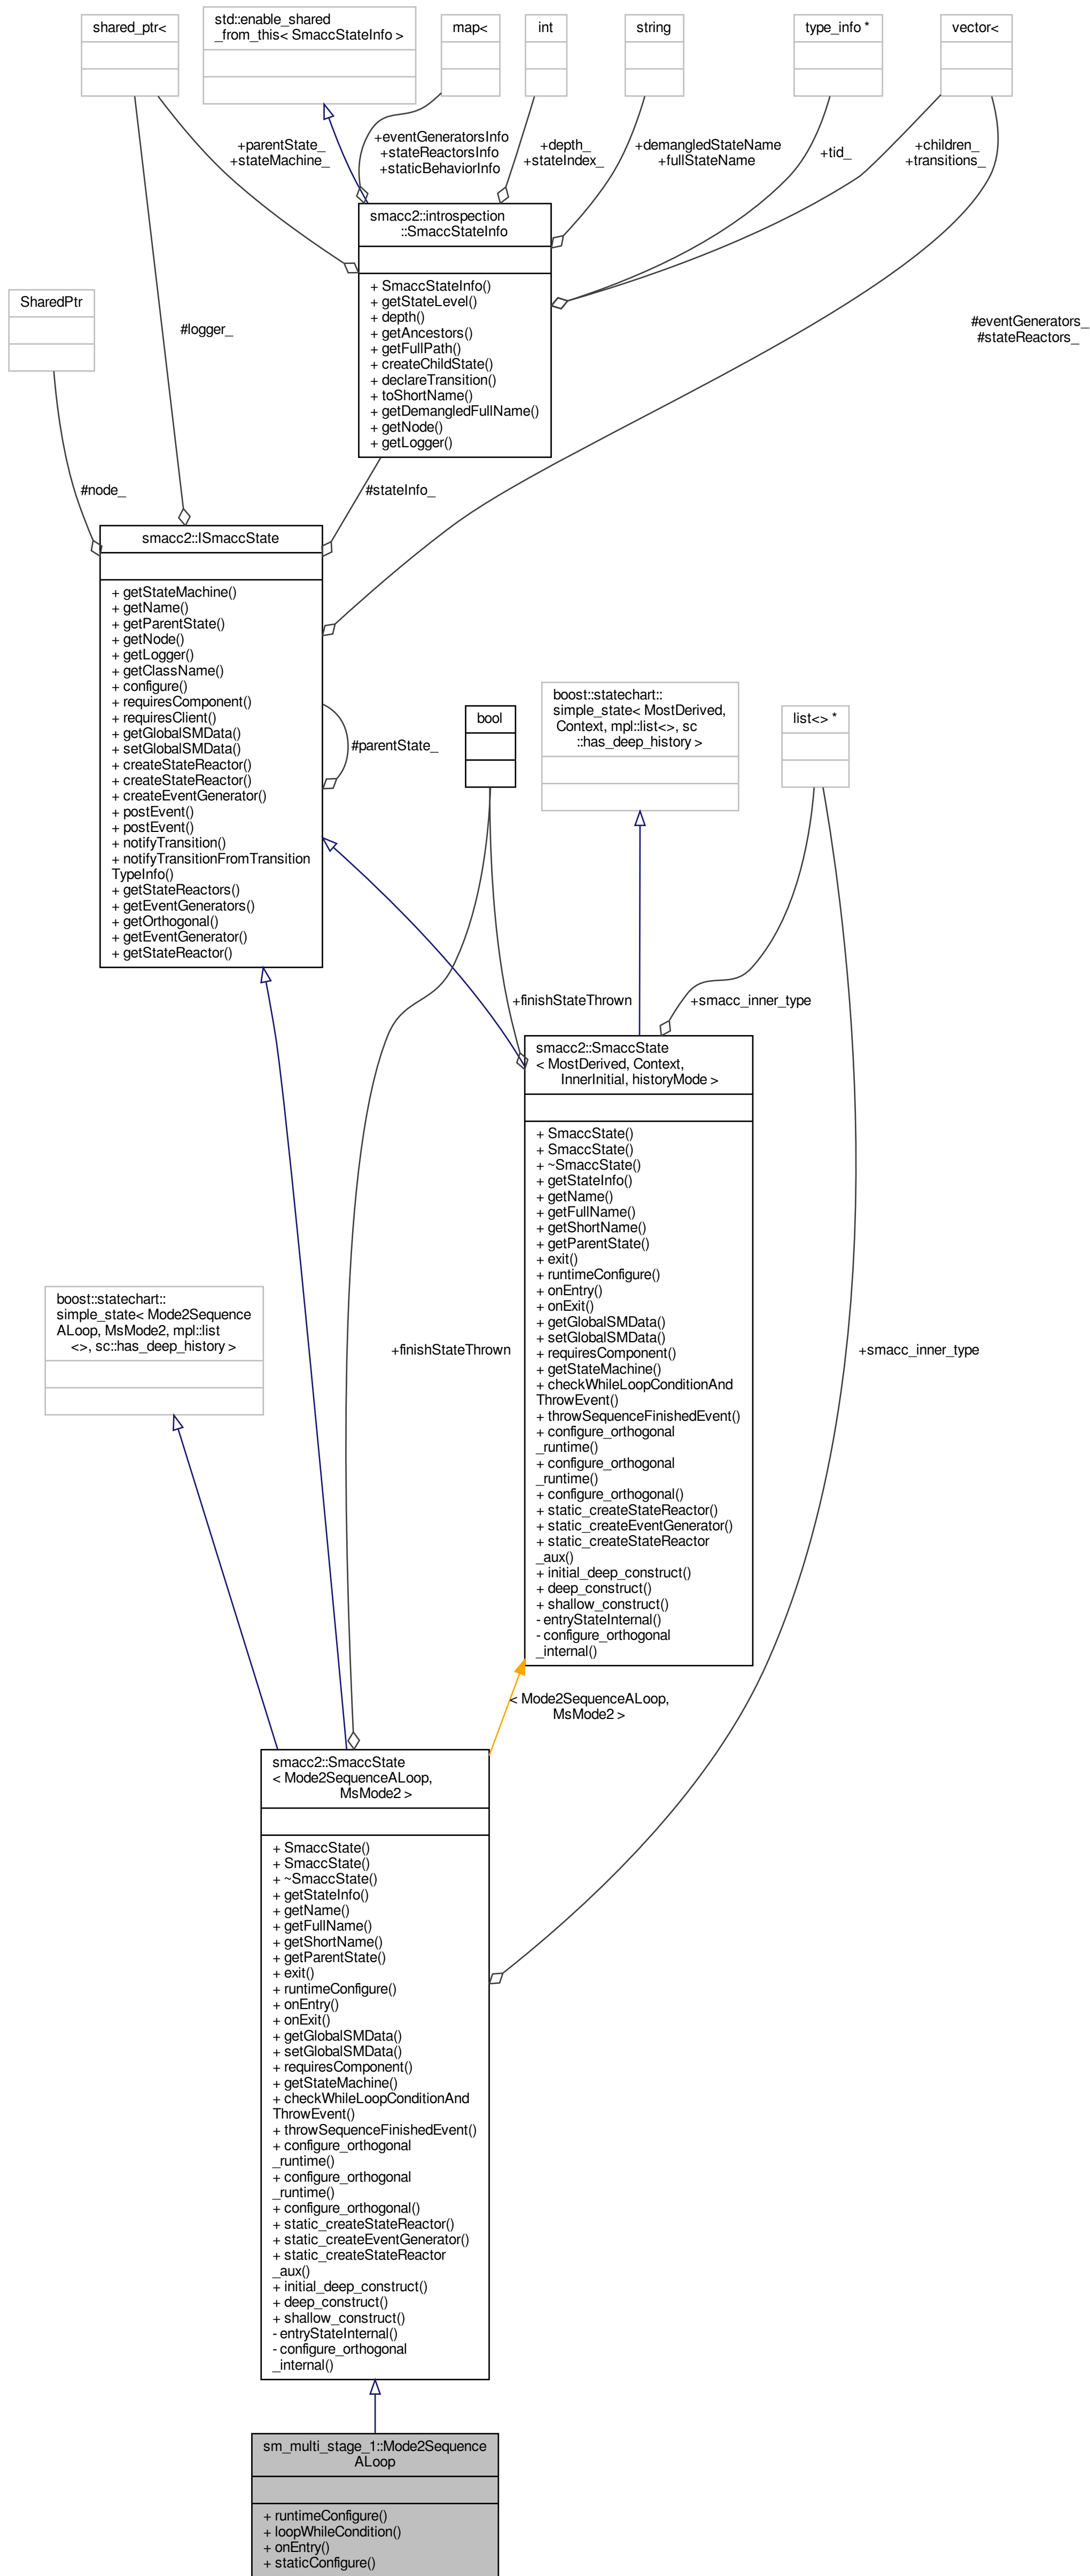 shared_ptr<
std::enable_shared
_from_this< SmaccStateInfo >
map<
int
string
type_info *
vector<
+parentState_
+stateMachine_
+eventGeneratorsInfo
+stateReactorsInfo
+staticBehaviorInfo
+depth_
+stateIndex_
+demangledStateName
+fullStateName
+tid_
+children_
+transitions_
smacc2::introspection
::SmaccStateInfo
+ SmaccStateInfo()
+ getStateLevel()
+ depth()
+ getAncestors()
+ getFullPath()
+ createChildState()
+ declareTransition()
+ toShortName()
+ getDemangledFullName()
+ getNode()
+ getLogger()
SharedPtr
#logger_
#eventGenerators_
#stateReactors_
#node_
#stateInfo_
smacc2::ISmaccState
+ getStateMachine()
+ getName()
+ getParentState()
+ getNode()
+ getLogger()
+ getClassName()
+ configure()
+ requiresComponent()
+ requiresClient()
+ getGlobalSMData()
+ setGlobalSMData()
+ createStateReactor()
+ createStateReactor()
+ createEventGenerator()
+ postEvent()
+ postEvent()
+ notifyTransition()
+ notifyTransitionFromTransition
TypeInfo()
+ getStateReactors()
+ getEventGenerators()
+ getOrthogonal()
+ getEventGenerator()
+ getStateReactor()
#parentState_
bool
boost::statechart::
simple_state< MostDerived,
Context, mpl::list<>, sc
::has_deep_history >
list<> *
+finishStateThrown
+smacc_inner_type
smacc2::SmaccState
< MostDerived, Context,
InnerInitial, historyMode >
+ SmaccState()
+ SmaccState()
+ ~SmaccState()
+ getStateInfo()
+ getName()
+ getFullName()
+ getShortName()
+ getParentState()
+ exit()
+ runtimeConfigure()
+ onEntry()
+ onExit()
+ getGlobalSMData()
+ setGlobalSMData()
+ requiresComponent()
+ getStateMachine()
+ checkWhileLoopConditionAnd
ThrowEvent()
+ throwSequenceFinishedEvent()
+ configure_orthogonal
_runtime()
+ configure_orthogonal
_runtime()
+ configure_orthogonal()
+ static_createStateReactor()
+ static_createEventGenerator()
+ static_createStateReactor
_aux()
+ initial_deep_construct()
+ deep_construct()
+ shallow_construct()
- entryStateInternal()
- configure_orthogonal
_internal()
boost::statechart::
simple_state< Mode2Sequence
ALoop, MsMode2, mpl::list
<>, sc::has_deep_history >
+finishStateThrown
+smacc_inner_type
< Mode2SequenceALoop,
MsMode2 >
smacc2::SmaccState
< Mode2SequenceALoop,
MsMode2 >
+ SmaccState()
+ SmaccState()
+ ~SmaccState()
+ getStateInfo()
+ getName()
+ getFullName()
+ getShortName()
+ getParentState()
+ exit()
+ runtimeConfigure()
+ onEntry()
+ onExit()
+ getGlobalSMData()
+ setGlobalSMData()
+ requiresComponent()
+ getStateMachine()
+ checkWhileLoopConditionAnd
ThrowEvent()
+ throwSequenceFinishedEvent()
+ configure_orthogonal
_runtime()
+ configure_orthogonal
_runtime()
+ configure_orthogonal()
+ static_createStateReactor()
+ static_createEventGenerator()
+ static_createStateReactor
_aux()
+ initial_deep_construct()
+ deep_construct()
+ shallow_construct()
- entryStateInternal()
- configure_orthogonal
_internal()
sm_multi_stage_1::Mode2Sequence
ALoop
+ runtimeConfigure()
+ loopWhileCondition()
+ onEntry()
+ staticConfigure()